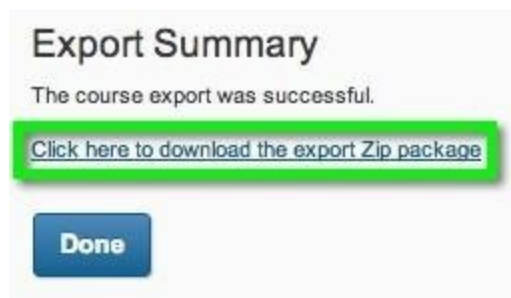 Export Summary
The course export was successful.
Click here to download the export Zip package
Done